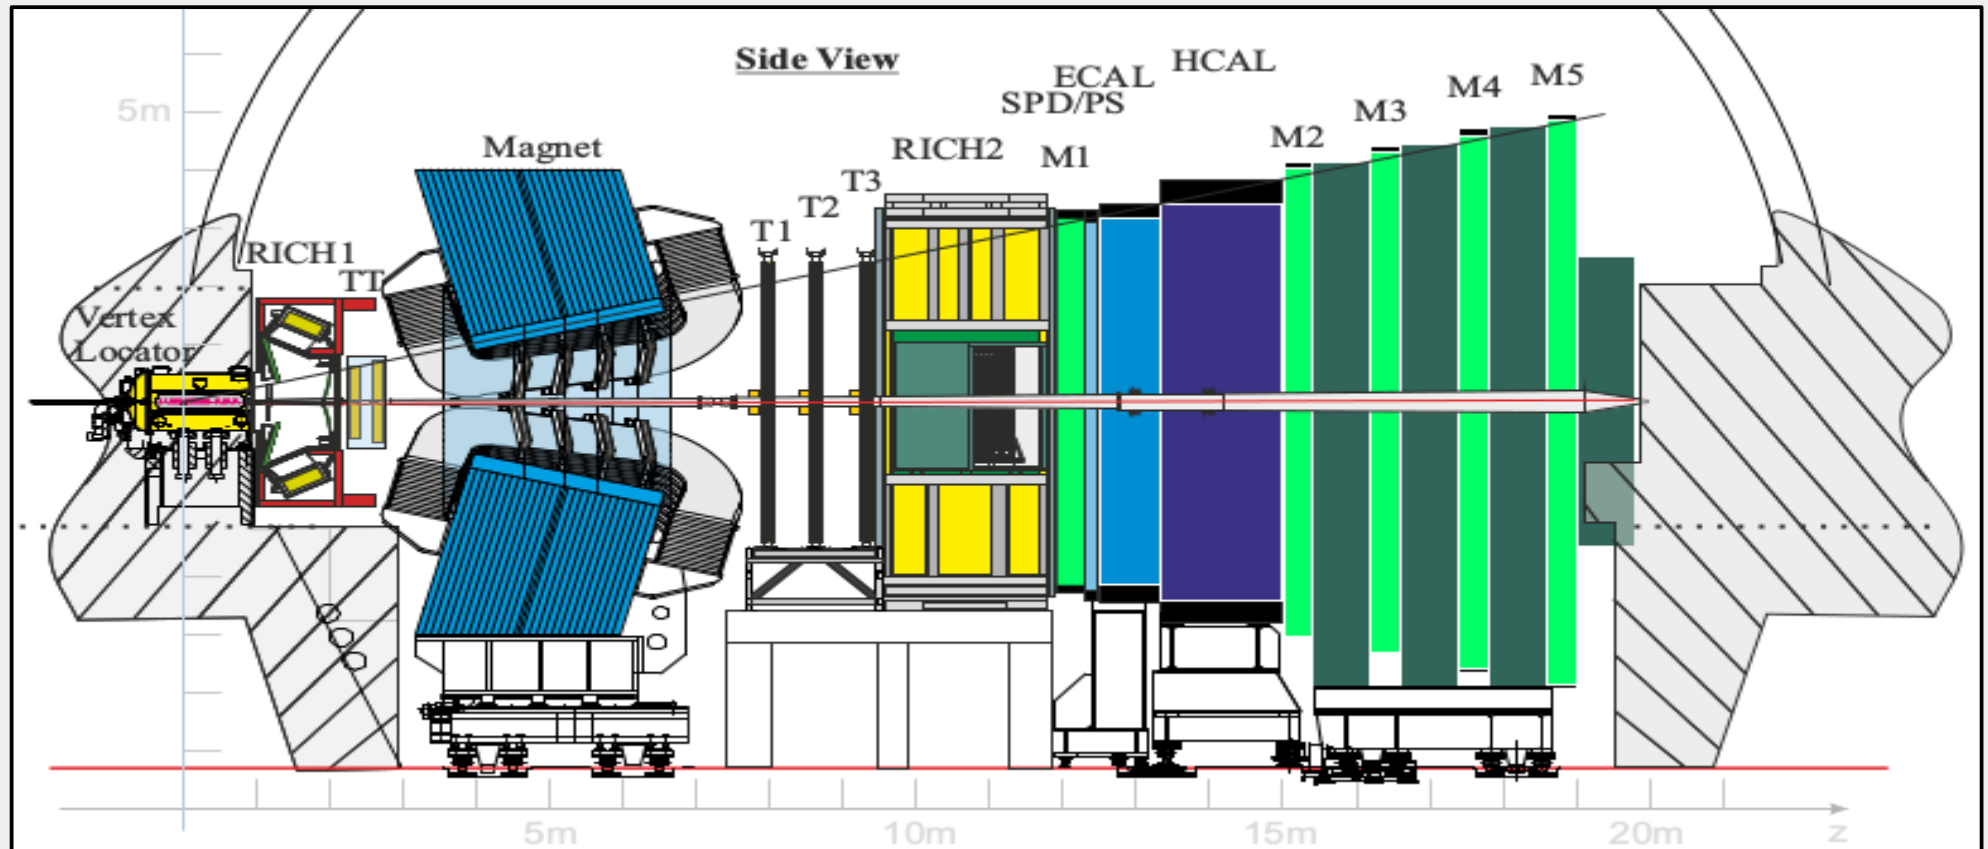 Side View
HCAL
ECAL
SPD/PS
M5
M4
M3
M2
5m
Magnet
RICH2
M1
T3
T2
T1
RICH1
TT
Vertex
Locator
5m
10m
15m
20m
z